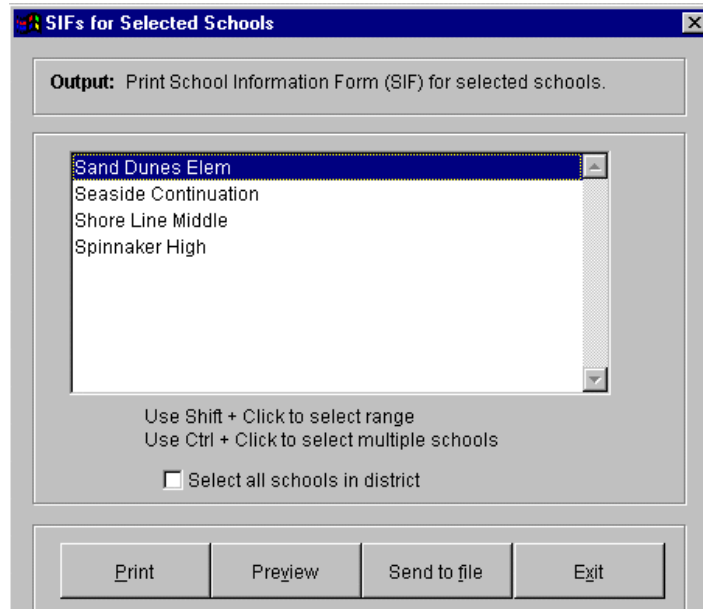 SIFs for Selected Schools
Output: Print School Information Form (SIF) for selected schools.
Sand Dunes Elem
Seaside Continuation
Shore Line Middle
Spinnaker High
Use Shift + Click to select range
Use Ctrl + Click to select multiple schools
Select all schools in district
Print Preview Send to file Exit